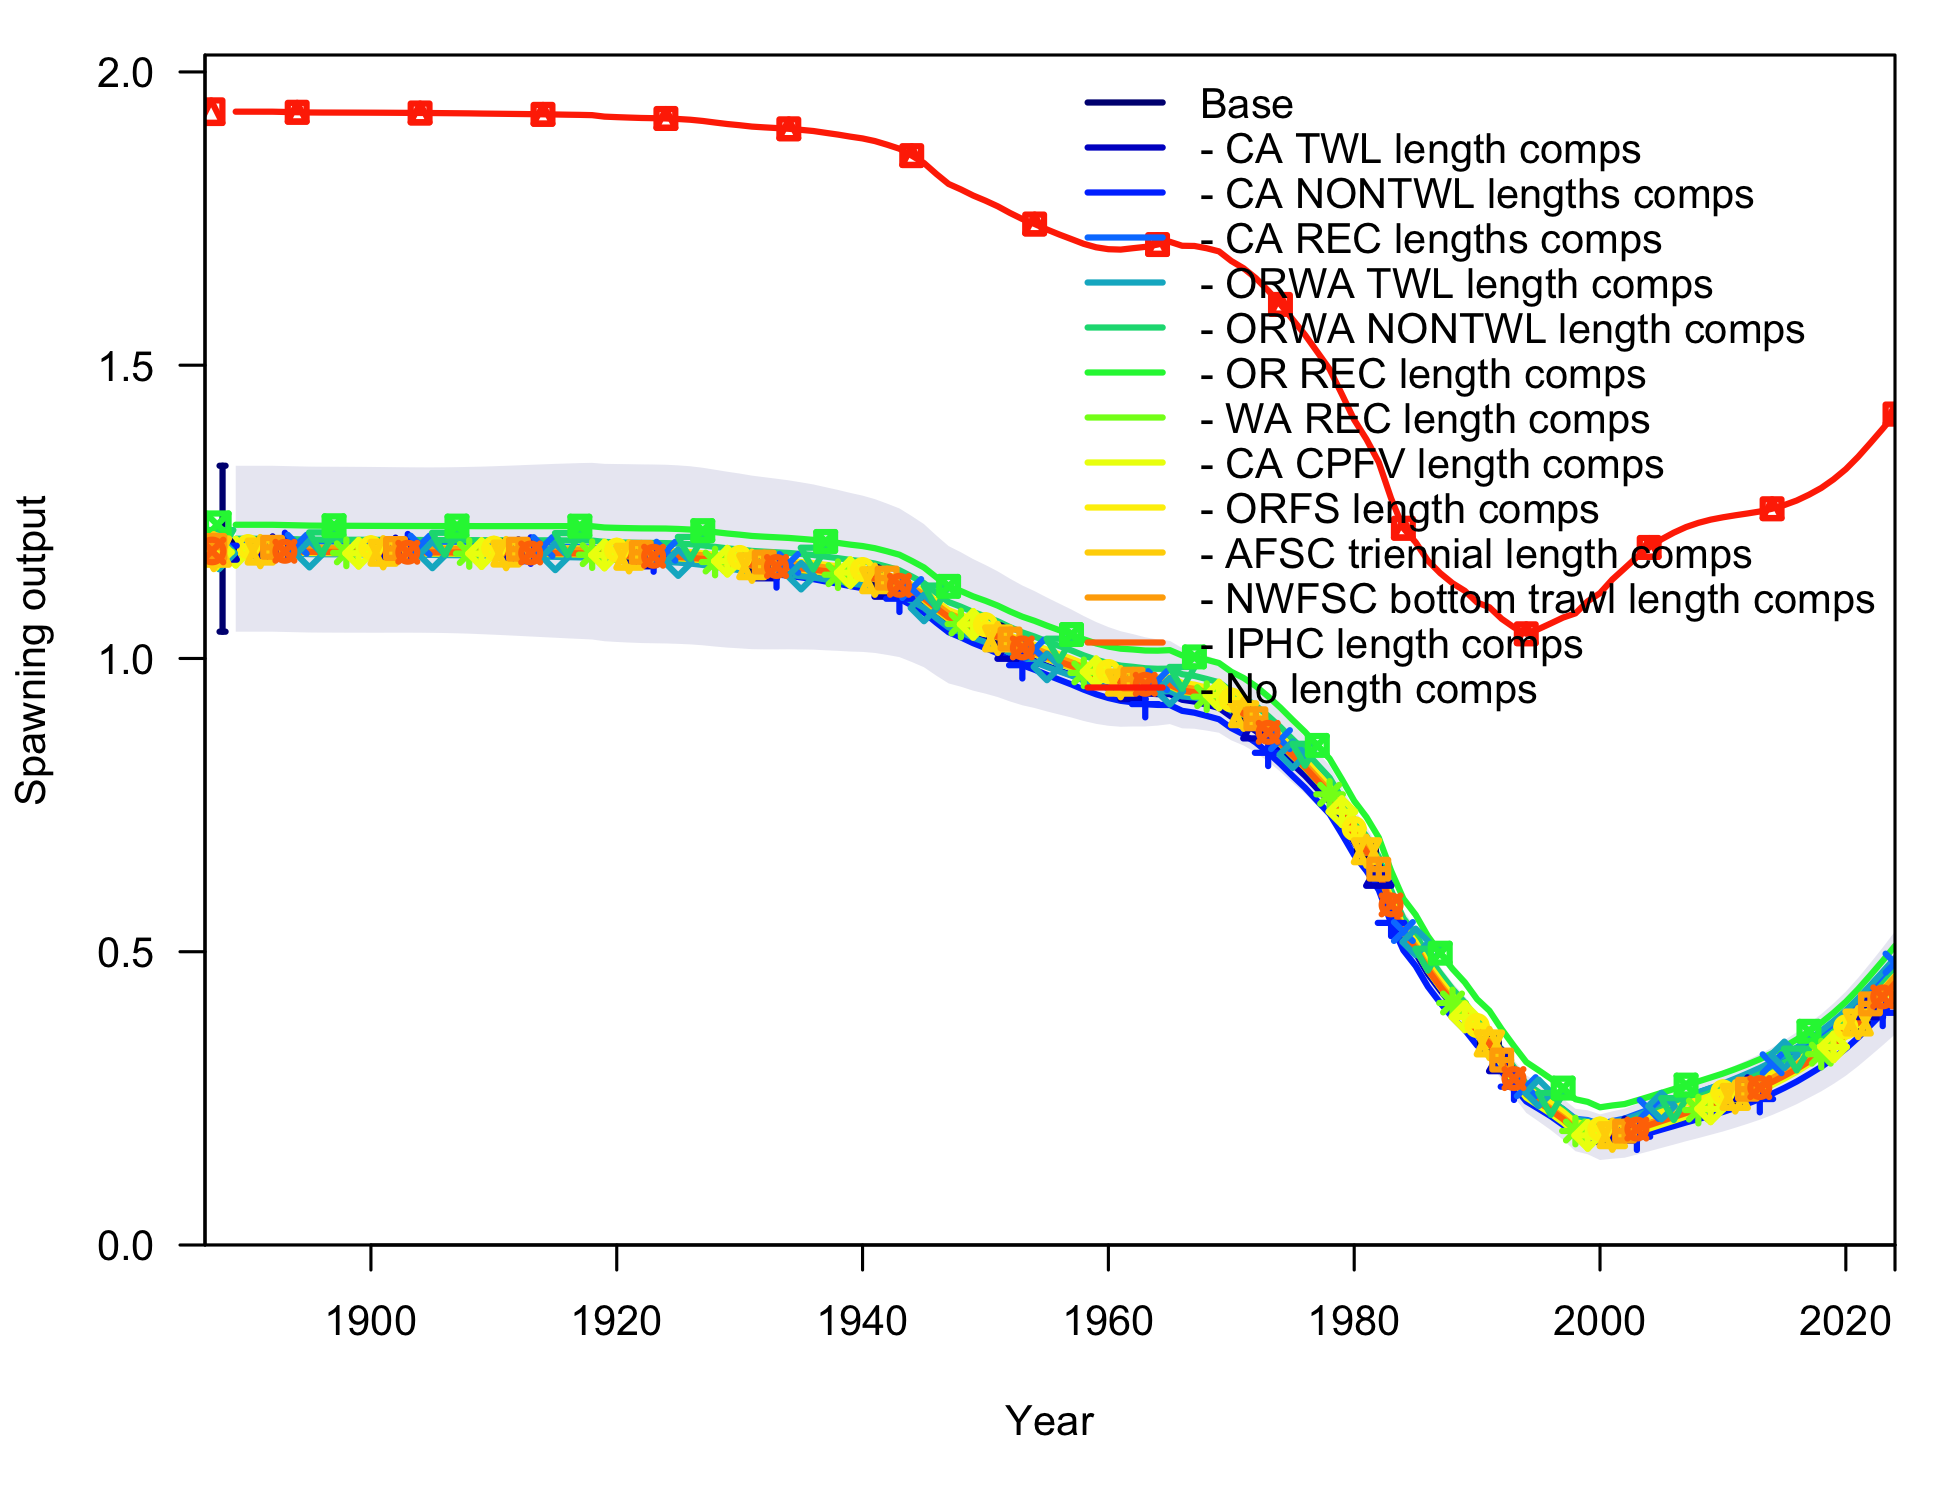 2.0
1.5
1.0
0.5
0.0
Spawning output
Base
- CA TWL length comps
- CA NONTWL lengths comps
- CA REC lengths comps
- ORWA TWL length comps
- ORWA NONTWL length comps
- OR REC length comps
- WA REC length comps
- CA CPFV length comps
- ORFS length comps
- AFSC triennial length comps
- NWFSC bottom trawl length comps
- IPHC length comps
- No length comps
1900 1920 1940 1960 1980 2000 2020
Year